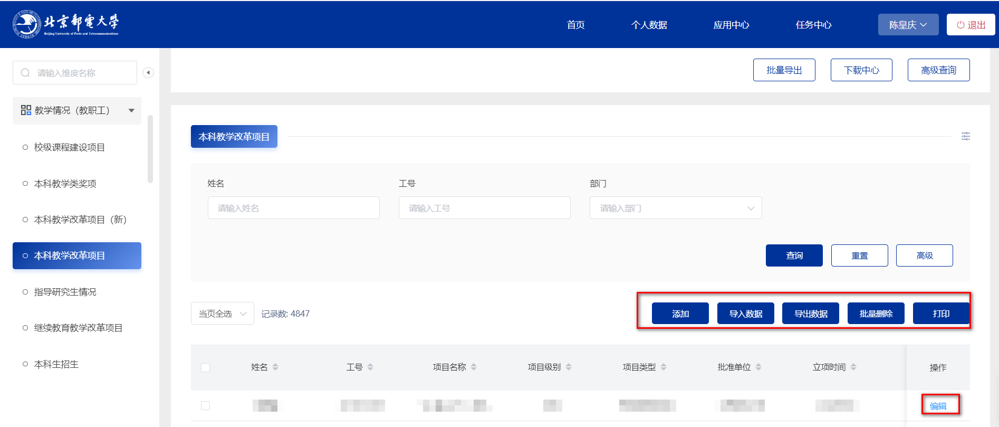 北京郵電大學
Beijing University of Posts and Telecommunications
首页 个人数据 应用中心 任务中心 陈皇庆 退出
请输入维度名称
批量导出 下载中心 高级查询
教学情况（教职工）
校级课程建设项目
本科教学类奖项
本科教学改革项目（新）
本科教学改革项目
指导研究生情况
继续教育教学改革项目
本科生招生
本科教学改革项目
姓名 工号 部门
请输入姓名 请输入工号 请输入部门
查询 重置 高级
当页全选 记录数: 4847 添加 导入数据 导出数据 批量删除 打印
姓名 工号 项目名称 项目级别 项目类型 批准单位 立项时间 操作
编辑